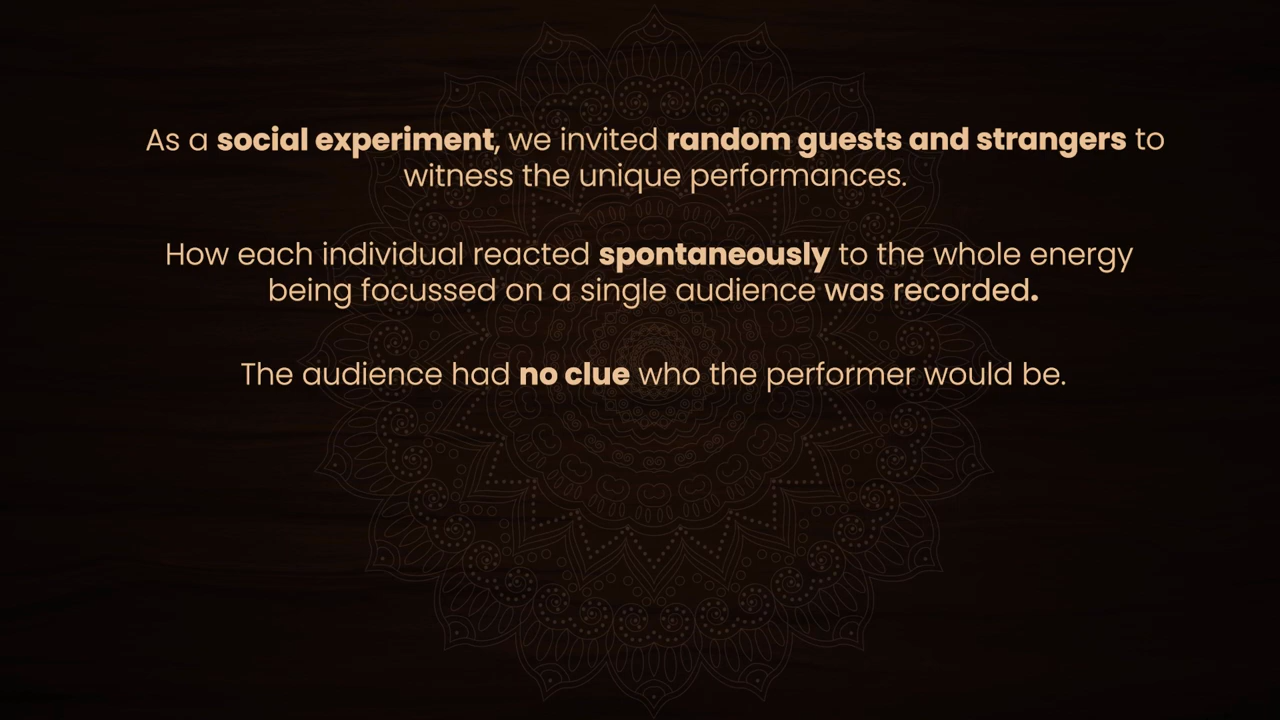 As a social experiment, we invited random guests and strangers to
witness the unique performances.
How each individual reacted spontaneously to the whole energy
being focussed on a single audience was recorded.
The audience had no clue who the performer would be.